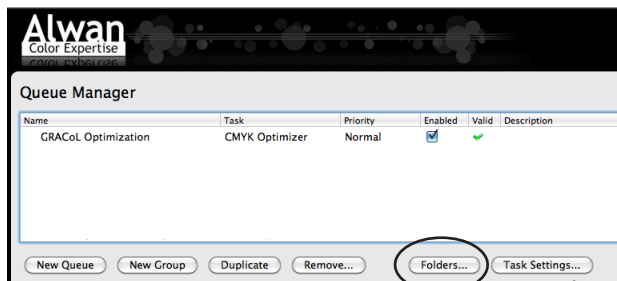 Alwan
Color Expertise
Queue Manager
Name Task Priority Enabled Valid Description
GRACoL Optimization CMYK Optimizer Normal
New Queue New Group Duplicate Remove... Folders... Task Settings...